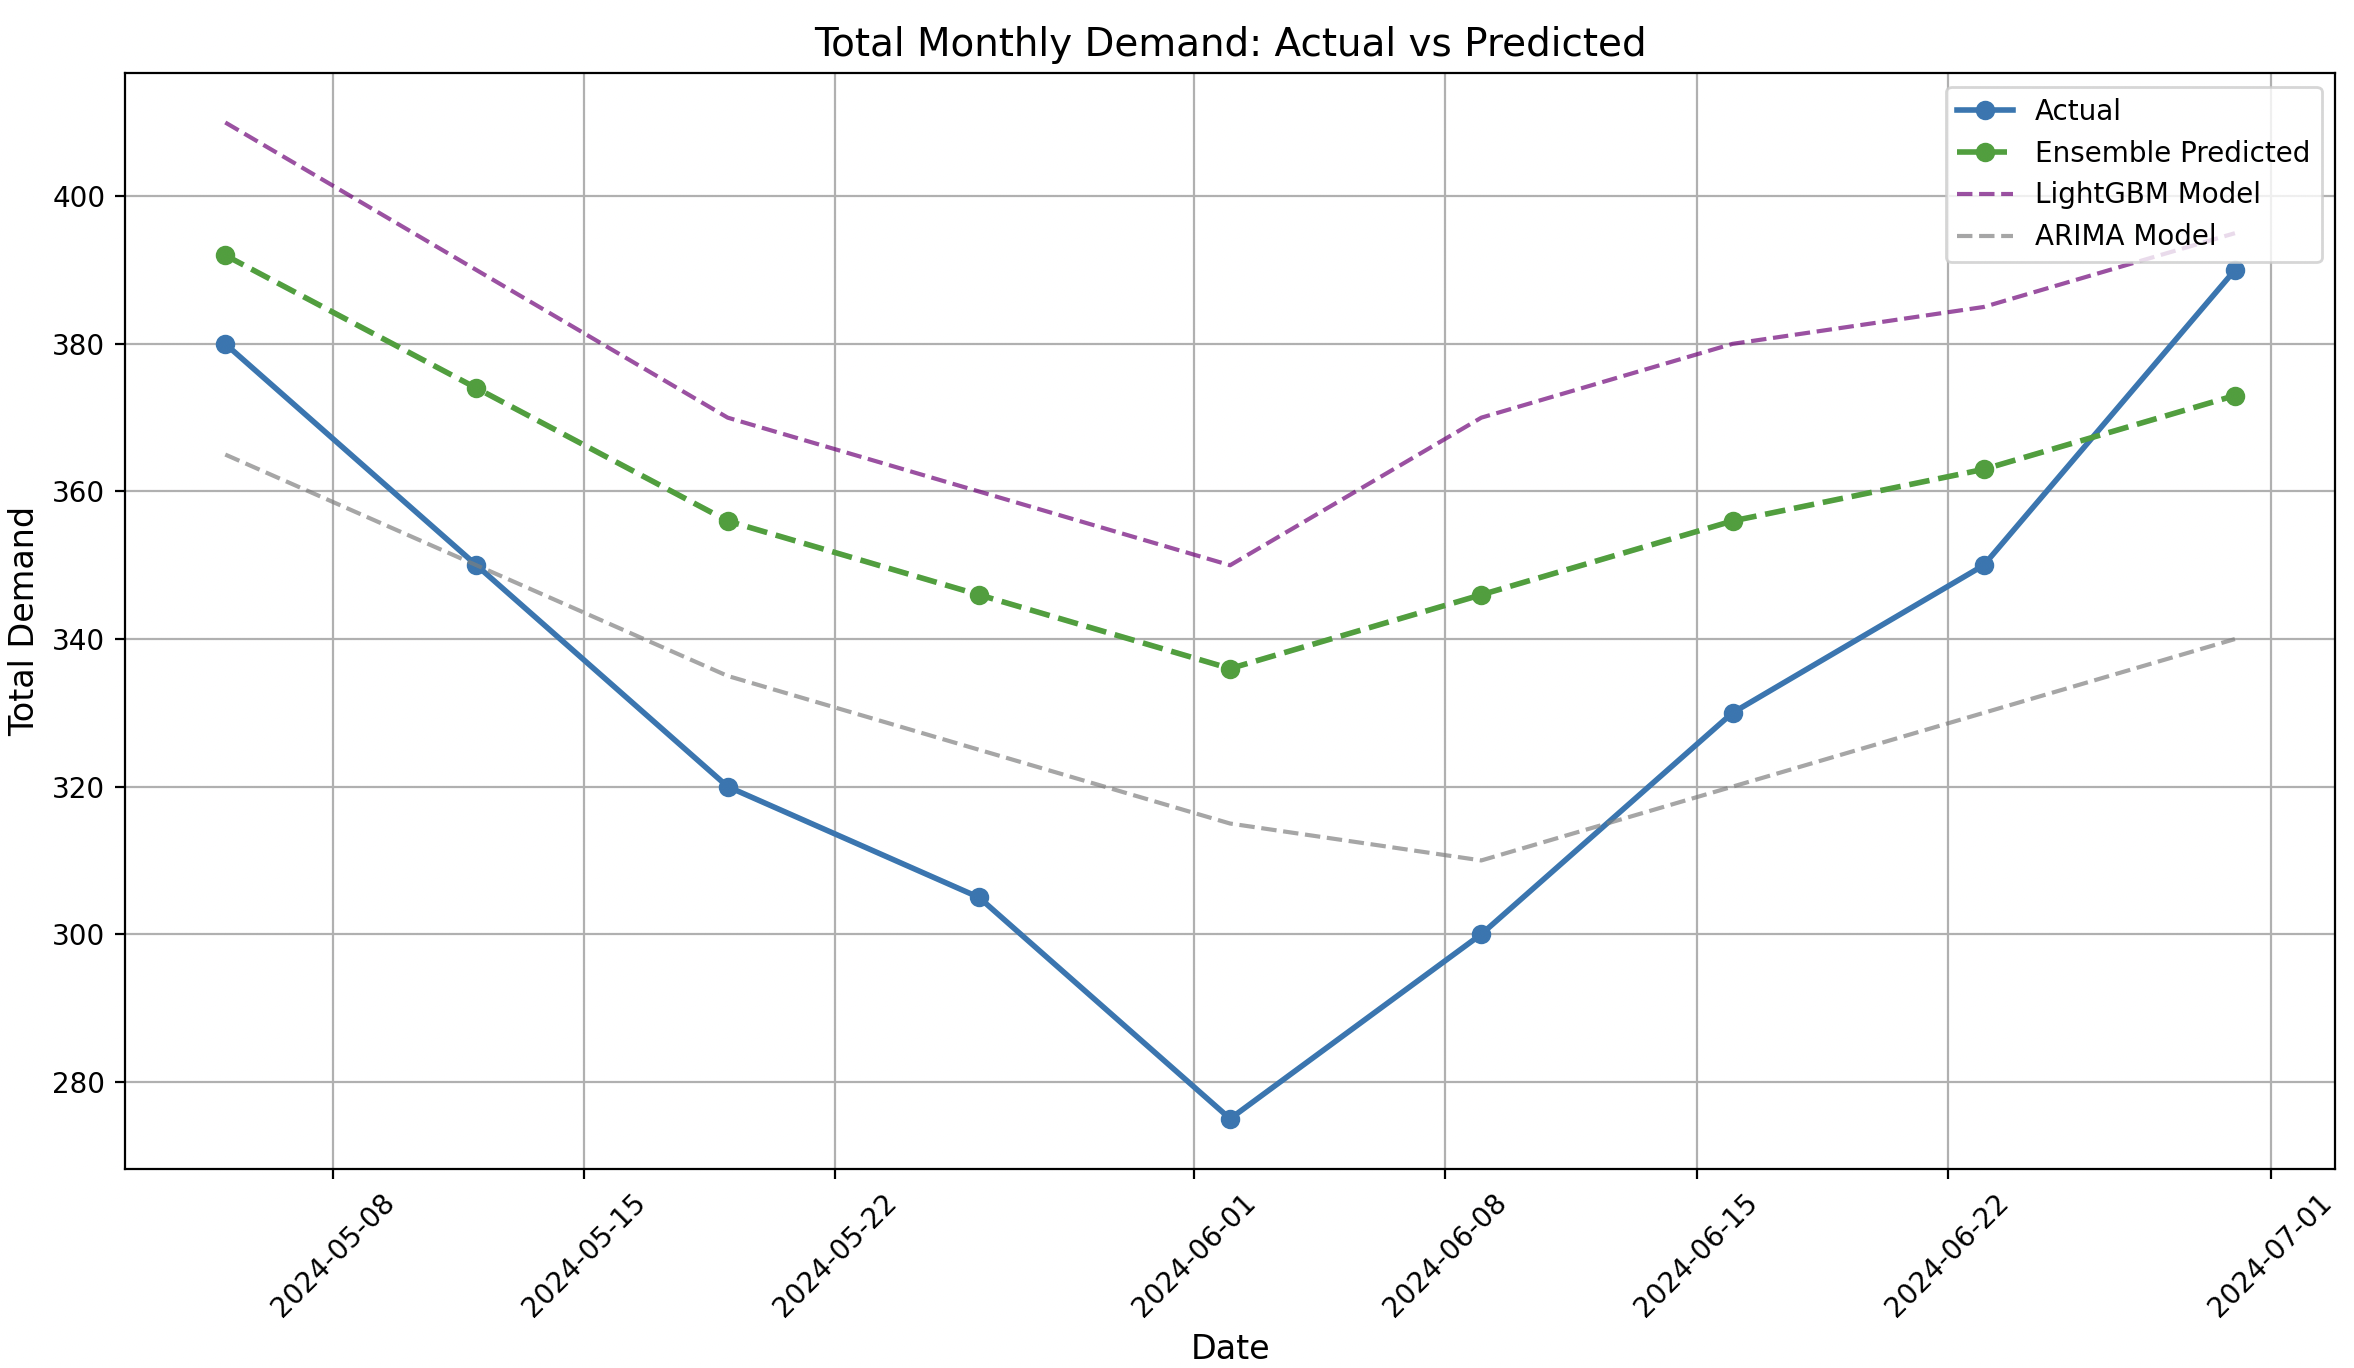 Total Monthly Demand: Actual vs Predicted
Actual
Ensemble Predicted
LightGBM Model
ARIMA Model
Total Demand
400
380
360
340
320
300
280
2024-05-08
2024-05-15
2024-05-22
2024-06-01
2024-06-08
2024-06-15
2024-06-22
2024-07-01
Date